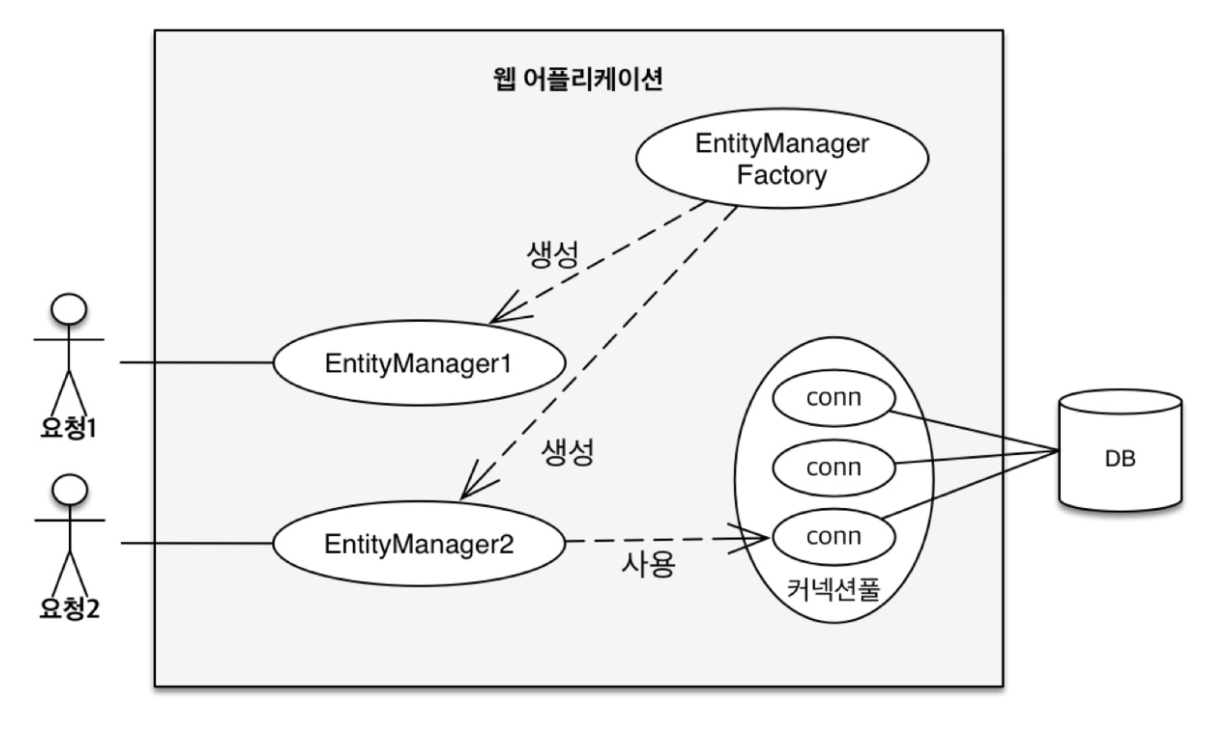 웹 어플리케이션
EntityManager
Factory
생성
EntityManager1
요청1
생성
conn
conn
conn
커넥션풀
DB
EntityManager2
사용
요청2